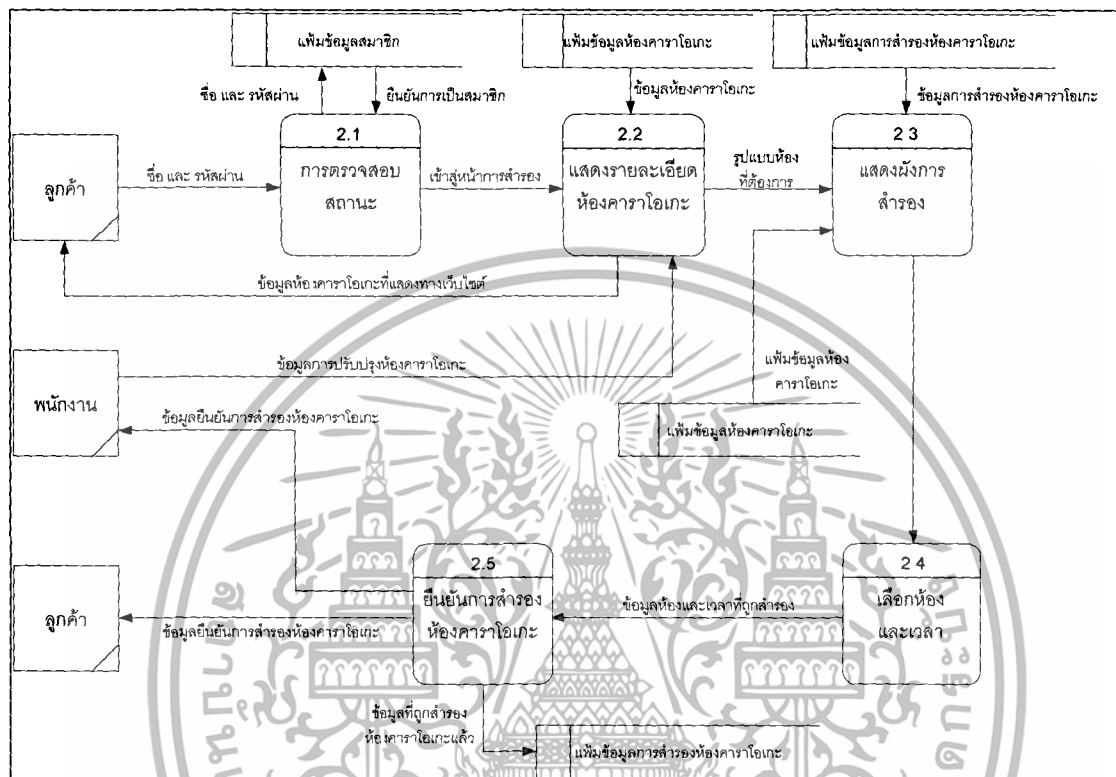 แฟ้มข้อมูลสมาชิก
แฟ้มข้อมูลห้องคาราโอเกะ
แฟ้มข้อมูลการสำรองห้องคาราโอเกะ
ชื่อ และ รหัสผ่าน
ยืนยันการเป็นสมาชิก
ข้อมูลห้องคาราโอเกะ
ข้อมูลการสำรองห้องคาราโอเกะ
ลูกค้า
ชื่อ และ รหัสผ่าน
2.1
การตรวจสอบ
สถานะ
เข้าสู่หน้าการสำรอง
2.2
แสดงรายละเอียด
ห้องคาราโอเกะ
รูปแบบห้อง
ที่ต้องการ
2 3
แสดงผังการ
สำรอง
ข้อมูลห้องคาราโอเกะที่แสดงทางเว็บไซต์
พนักงาน
ข้อมูลการปรับปรุงห้องคาราโอเกะ
แฟ้มข้อมูลห้อง
คาราโอเกะ
ข้อมูลยืนยันการสำรองห้องคาราโอเกะ
แฟ้มข้อมูลห้องคาราโอเกะ
ลูกค้า
2.5
ยืนยันการสำรอง
ห้องคาราโอเกะ
ข้อมูลห้องและเวลาที่ถูกสำรอง
2 4
เลือกห้อง
และเวลา
ข้อมูลยืนยันการสำรองห้องคาราโอเกะ
ข้อมูลที่ถูกสำรอง
ห้องคาราโอเกะแล้ว
แฟ้มข้อมูลการสำรองห้องคาราโอเกะ